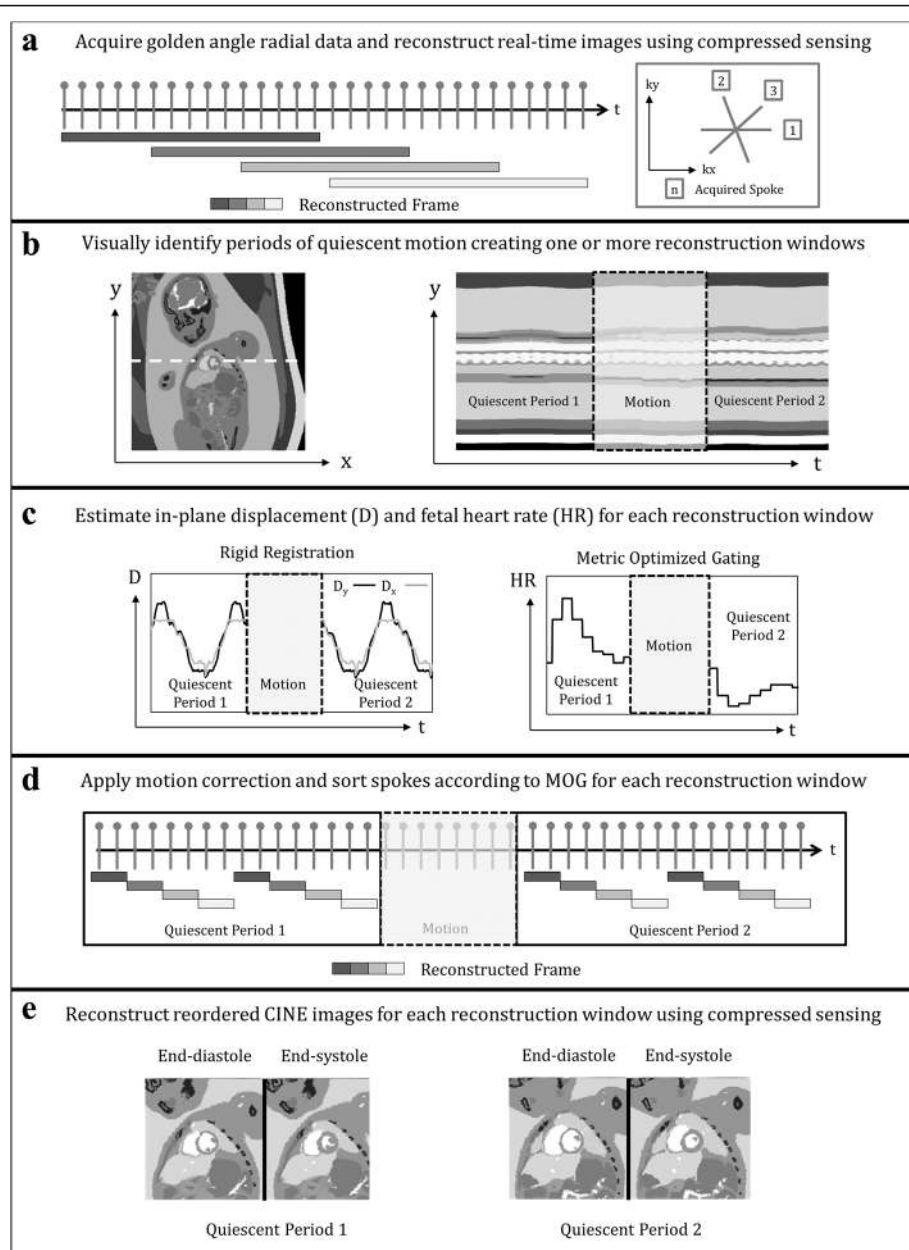 a Acquire golden angle radial data and reconstruct real-time images using compressed sensing
t
ky
2
3
1
kx
n Acquired Spoke
Reconstructed Frame
b Visually identify periods of quiescent motion creating one or more reconstruction windows
y
x
y
Quiescent Period 1
Motion
Quiescent Period 2
t
c Estimate in-plane displacement (D) and fetal heart rate (HR) for each reconstruction window
Rigid Registration
D
Dy Dx
Quiescent
Period 1
Motion
Quiescent
Period 2
t
Metric Optimized Gating
HR
Quiescent
Period 1
Motion
Quiescent
Period 2
t
d Apply motion correction and sort spokes according to MOG for each reconstruction window
t
Quiescent Period 1
Motion
Quiescent Period 2
Reconstructed Frame
e Reconstruct reordered CINE images for each reconstruction window using compressed sensing
End-diastole End-systole
Quiescent Period 1
End-diastole End-systole
Quiescent Period 2